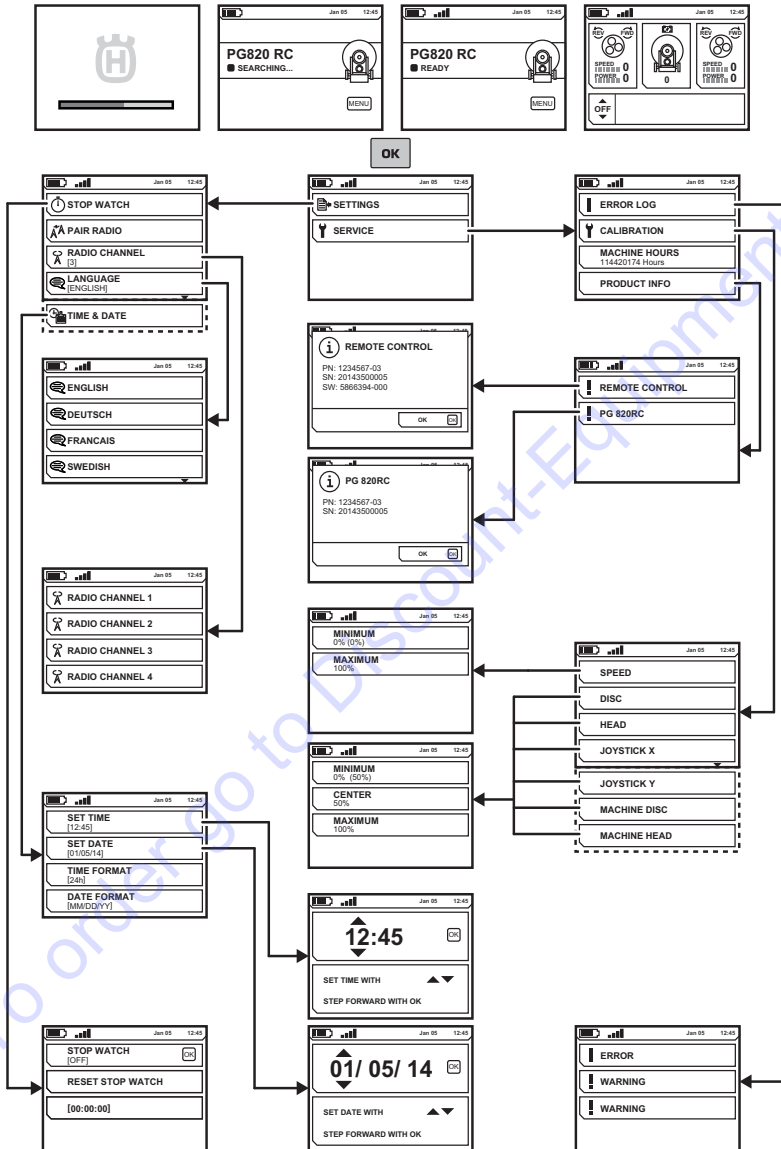 Jan 05 12:45
PG820 RC
SEARCHING...
MENU
Jan 05 12:45
PG820 RC
READY
MENU
Jan 05 12:45
REV FWD
SPEED 0
POWER 0
0
REV FWD
SPEED 0
POWER 0
OFF
OK
Jan 05 12:45
STOP WATCH
PAIR RADIO
RADIO CHANNEL
[3]
LANGUAGE
[ENGLISH]
TIME & DATE
Jan 05 12:45
SETTINGS
SERVICE
Jan 05 12:45
ERROR LOG
CALIBRATION
MACHINE HOURS
114420174 Hours
PRODUCT INFO
Jan 05 12:45
ENGLISH
DEUTSCH
FRANCAIS
SWEDISH
REMOTE CONTROL
PN: 1234567-03
SN: 20143500005
SW: 5866394-000
OK OK
Jan 05 12:45
REMOTE CONTROL
PG 820RC
PG 820RC
PN: 1234567-03
SN: 20143500005
OK OK
Jan 05 12:45
RADIO CHANNEL 1
RADIO CHANNEL 2
RADIO CHANNEL 3
RADIO CHANNEL 4
Jan 05 12:45
MINIMUM
0% (0%)
MAXIMUM
100%
Jan 05 12:45
SPEED
DISC
HEAD
JOYSTICK X
JOYSTICK Y
MACHINE DISC
MACHINE HEAD
Jan 05 12:45
MINIMUM
0% (50%)
CENTER
50%
MAXIMUM
100%
Jan 05 12:45
SET TIME
[12:45]
SET DATE
[01/05/14]
TIME FORMAT
[24h]
DATE FORMAT
[MM/DD/YY]
Jan 05 12:45
12:45
OK
SET TIME WITH
STEP FORWARD WITH OK
Jan 05 12:45
STOP WATCH
[OFF]
OK
RESET STOP WATCH
[00:00:00]
Jan 05 12:45
01/ 05/ 14
OK
SET DATE WITH
STEP FORWARD WITH OK
Jan 05 12:45
ERROR
WARNING
WARNING
To order go to Discount-Equipment